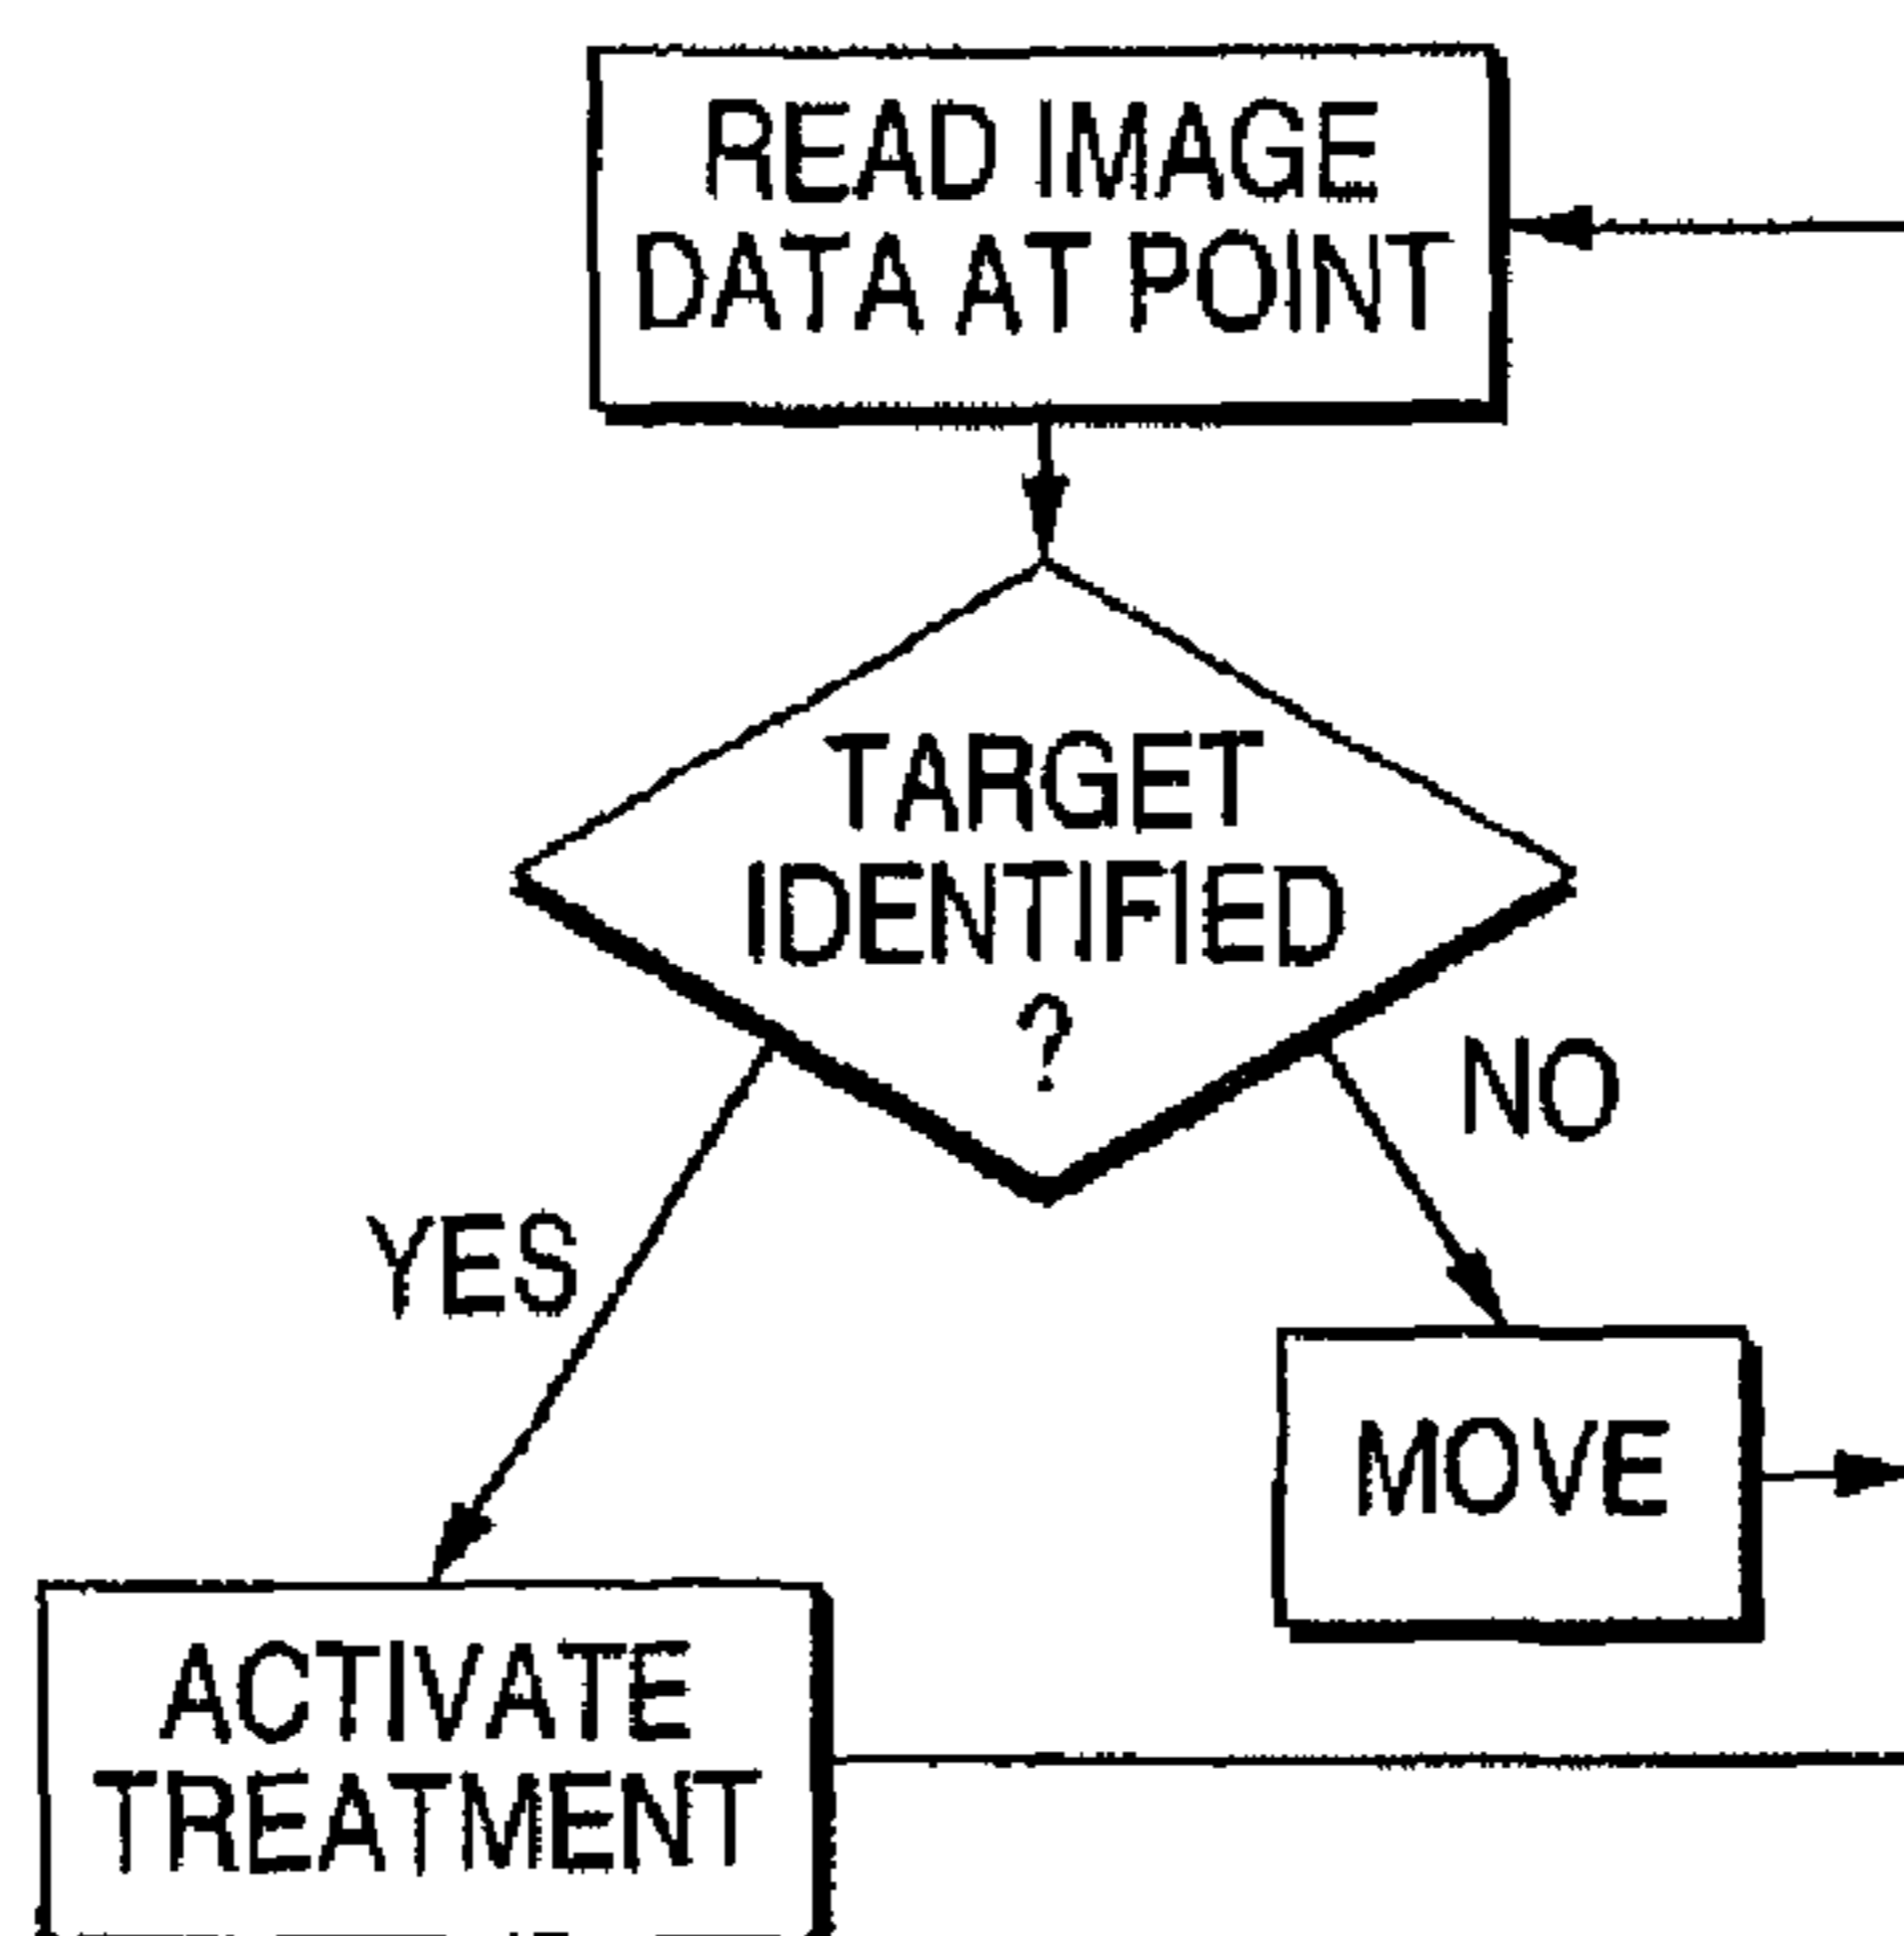 READ IMAGE
DATA AT POINT
TARGET
IDENTIFIED
?
NO
YES
MOVE
ACTIVATE
TREATMENT